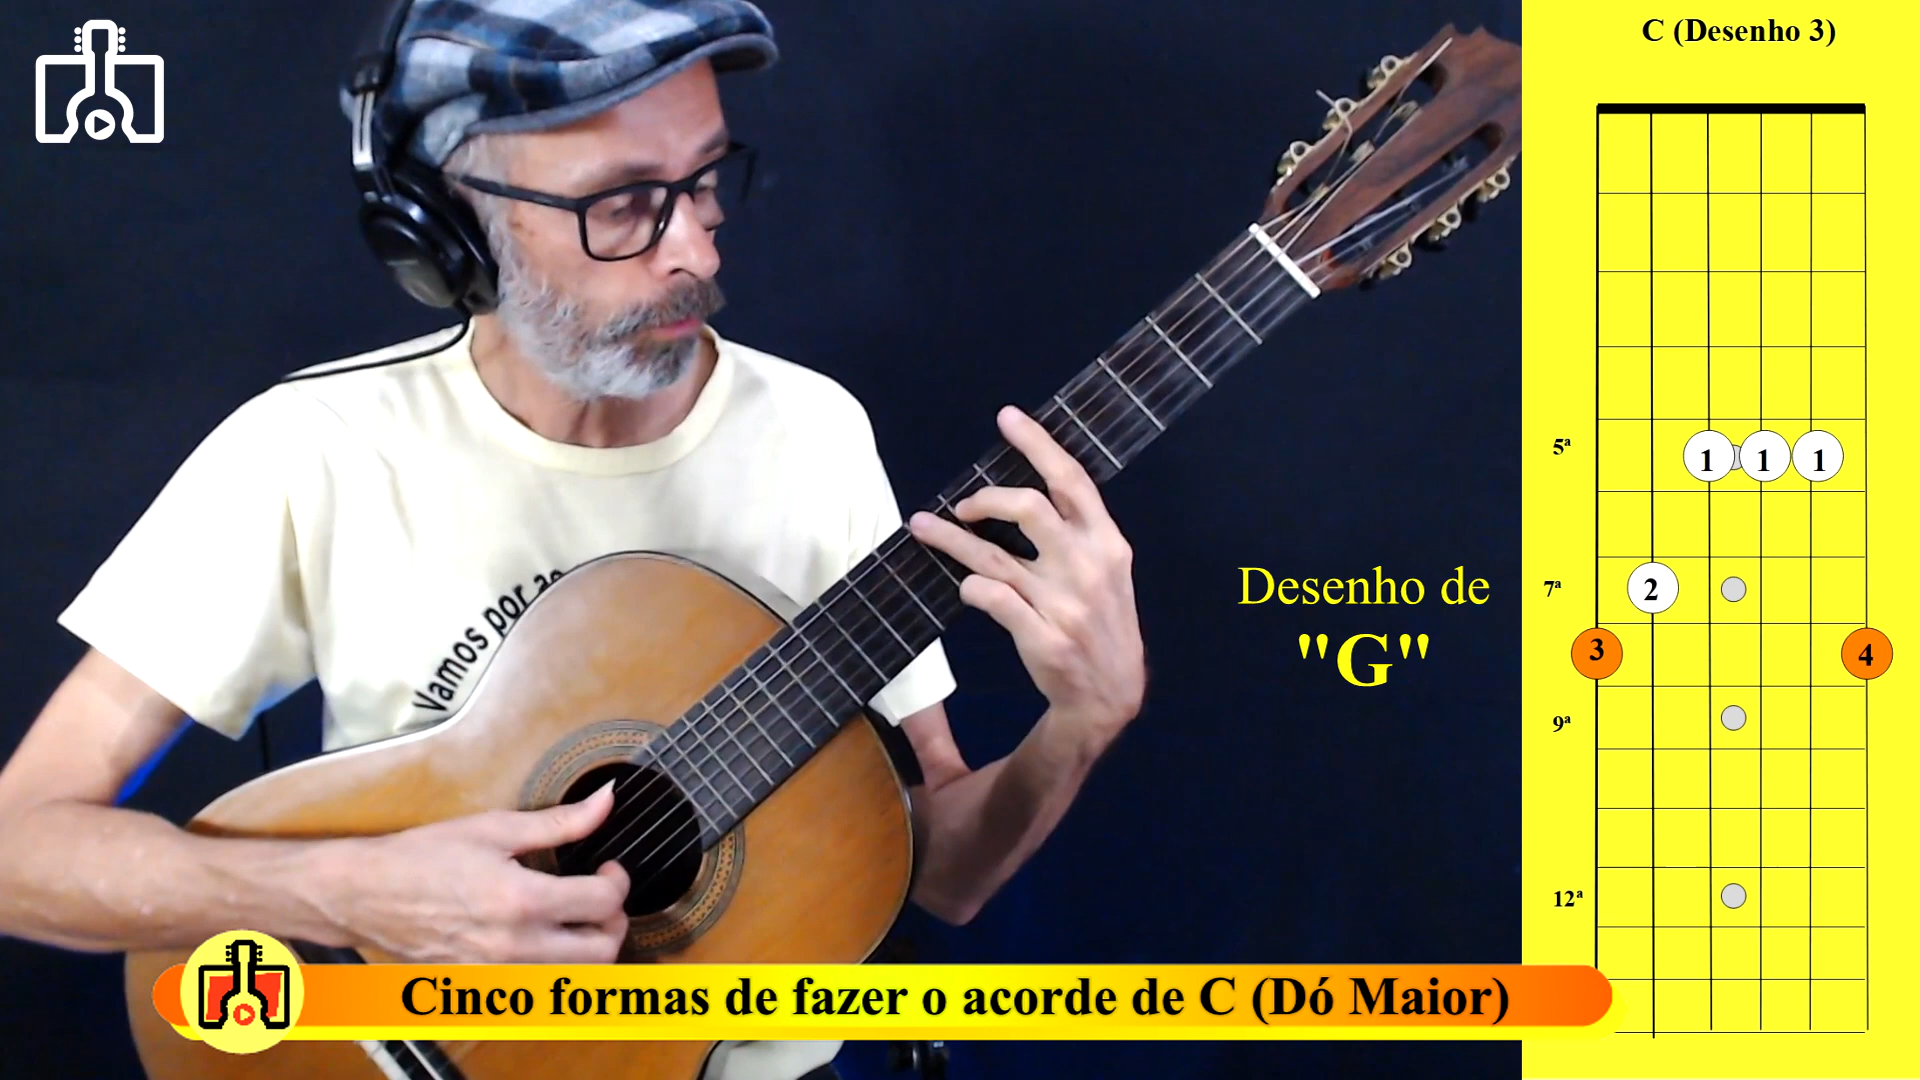 C (Desenho 3)
5ª
1 1 1
7ª
2
3
4
9ª
12ª
Desenho de
"G"
Vamos por
Cinco formas de fazer o acorde de C (Dó Maior)